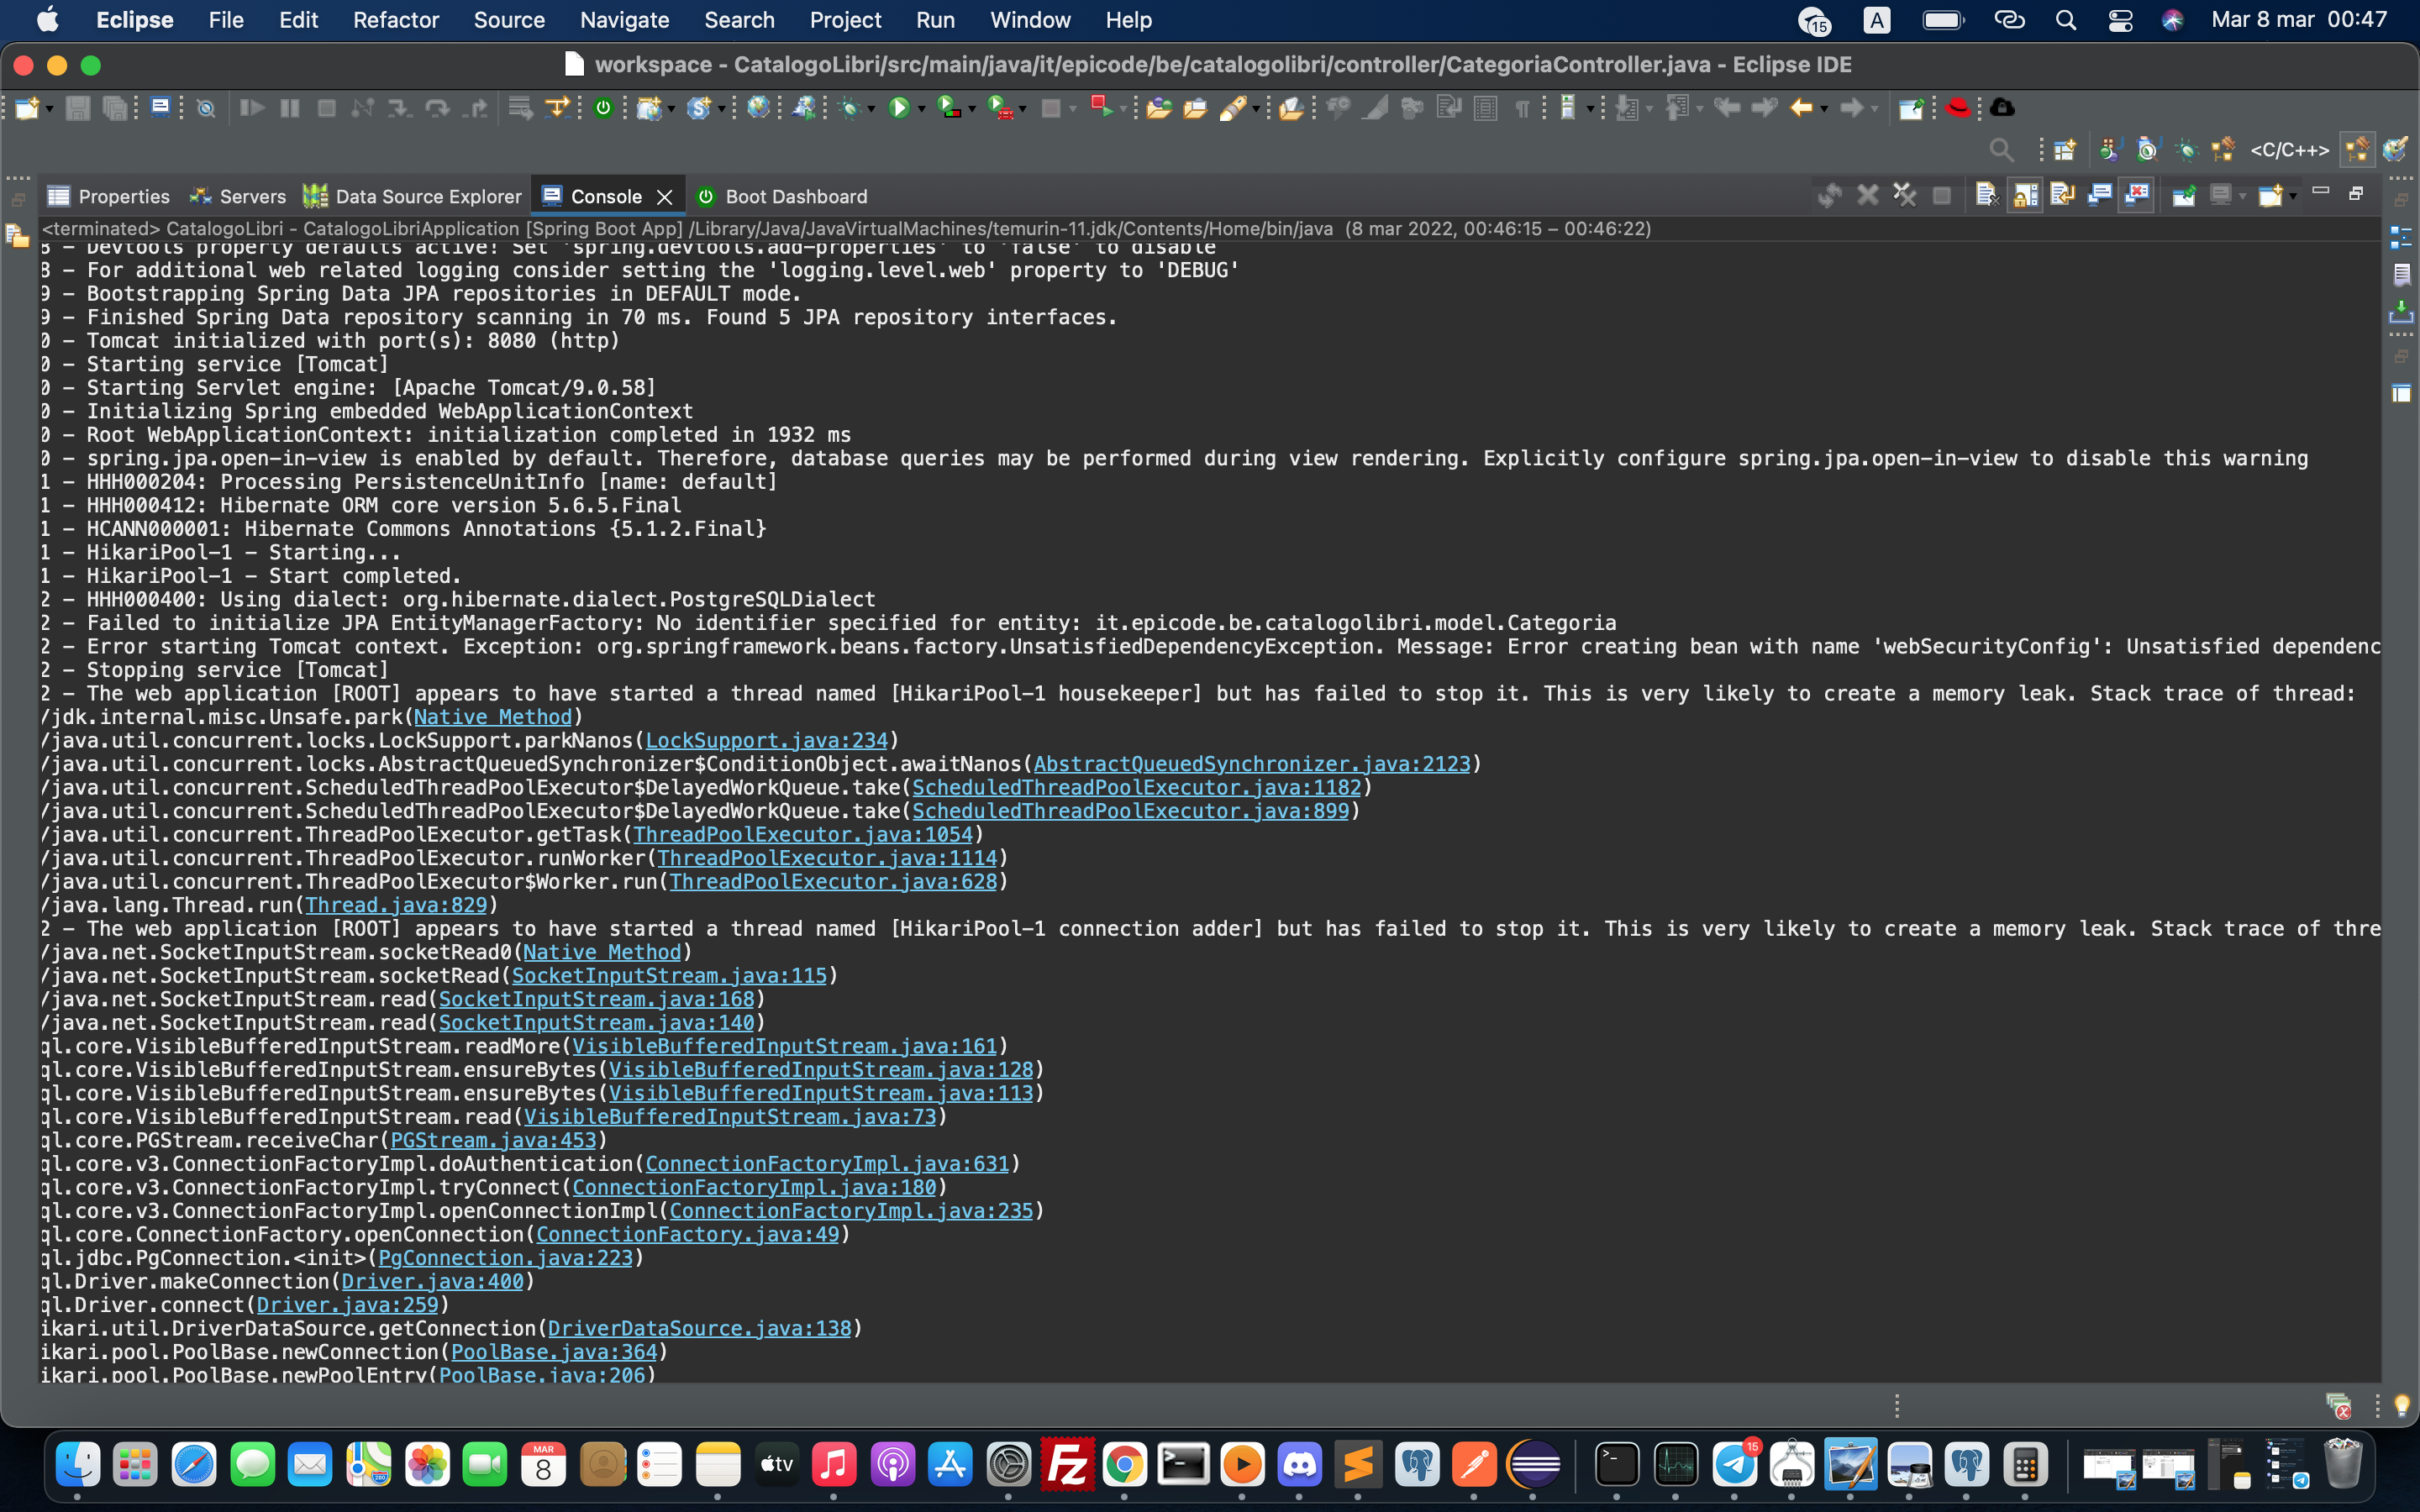 Eclipse File Edit Refactor Source Navigate Search Project Run Window Help 15 A Mar 8 mar 00:47
workspace - CatalogoLibri/src/main/java/it/epicode/be/catalogolibri/controller/CategoriaController.java - Eclipse IDE
<C/C++>
Properties Servers Data Source Explorer Console Boot Dashboard
<terminated> CatalogoLibri - CatalogoLibriApplication [Spring Boot App] /Library/Java/JavaVirtualMachines/temurin-11.jdk/Contents/Home/bin/java (8 mar 2022, 00:46:15 – 00:46:22)
8 - Devtools property defaults active! Set 'spring.devtools.add-properties' to 'false' to disable
8 - For additional web related logging consider setting the 'logging.level.web' property to 'DEBUG'
9 - Bootstrapping Spring Data JPA repositories in DEFAULT mode.
9 - Finished Spring Data repository scanning in 70 ms. Found 5 JPA repository interfaces.
0 - Tomcat initialized with port(s): 8080 (http)
0 - Starting service [Tomcat]
0 - Starting Servlet engine: [Apache Tomcat/9.0.58]
0 - Initializing Spring embedded WebApplicationContext
0 - Root WebApplicationContext: initialization completed in 1932 ms
0 - spring.jpa.open-in-view is enabled by default. Therefore, database queries may be performed during view rendering. Explicitly configure spring.jpa.open-in-view to disable this warning
1 - HHH000204: Processing PersistenceUnitInfo [name: default]
1 - HHH000412: Hibernate ORM core version 5.6.5.Final
1 - HCANN000001: Hibernate Commons Annotations {5.1.2.Final}
1 - HikariPool-1 - Starting...
1 - HikariPool-1 - Start completed.
2 - HHH000400: Using dialect: org.hibernate.dialect.PostgreSQLDialect
2 - Failed to initialize JPA EntityManagerFactory: No identifier specified for entity: it.epicode.be.catalogolibri.model.Categoria
2 - Error starting Tomcat context. Exception: org.springframework.beans.factory.UnsatisfiedDependencyException. Message: Error creating bean with name 'webSecurityConfig': Unsatisfied dependenc
2 - Stopping service [Tomcat]
2 - The web application [ROOT] appears to have started a thread named [HikariPool-1 housekeeper] but has failed to stop it. This is very likely to create a memory leak. Stack trace of thread:
/jdk.internal.misc.Unsafe.park(Native Method)
/java.util.concurrent.locks.LockSupport.parkNanos(LockSupport.java:234)
/java.util.concurrent.locks.AbstractQueuedSynchronizer$ConditionObject.awaitNanos(AbstractQueuedSynchronizer.java:2123)
/java.util.concurrent.ScheduledThreadPoolExecutor$DelayedWorkQueue.take(ScheduledThreadPoolExecutor.java:1182)
/java.util.concurrent.ScheduledThreadPoolExecutor$DelayedWorkQueue.take(ScheduledThreadPoolExecutor.java:899)
/java.util.concurrent.ThreadPoolExecutor.getTask(ThreadPoolExecutor.java:1054)
/java.util.concurrent.ThreadPoolExecutor.runWorker(ThreadPoolExecutor.java:1114)
/java.util.concurrent.ThreadPoolExecutor$Worker.run(ThreadPoolExecutor.java:628)
/java.lang.Thread.run(Thread.java:829)
2 - The web application [ROOT] appears to have started a thread named [HikariPool-1 connection adder] but has failed to stop it. This is very likely to create a memory leak. Stack trace of thre
/java.net.SocketInputStream.socketRead0(Native Method)
/java.net.SocketInputStream.socketRead(SocketInputStream.java:115)
/java.net.SocketInputStream.read(SocketInputStream.java:168)
/java.net.SocketInputStream.read(SocketInputStream.java:140)
ql.core.VisibleBufferedInputStream.readMore(VisibleBufferedInputStream.java:161)
ql.core.VisibleBufferedInputStream.ensureBytes(VisibleBufferedInputStream.java:128)
ql.core.VisibleBufferedInputStream.ensureBytes(VisibleBufferedInputStream.java:113)
ql.core.VisibleBufferedInputStream.read(VisibleBufferedInputStream.java:73)
ql.core.PGStream.receiveChar(PGStream.java:453)
ql.core.v3.ConnectionFactoryImpl.doAuthentication(ConnectionFactoryImpl.java:631)
ql.core.v3.ConnectionFactoryImpl.tryConnect(ConnectionFactoryImpl.java:180)
ql.core.v3.ConnectionFactoryImpl.openConnectionImpl(ConnectionFactoryImpl.java:235)
ql.core.ConnectionFactory.openConnection(ConnectionFactory.java:49)
ql.jdbc.PgConnection.<init>(PgConnection.java:223)
ql.Driver.makeConnection(Driver.java:400)
ql.Driver.connect(Driver.java:259)
ikari.util.DriverDataSource.getConnection(DriverDataSource.java:138)
ikari.pool.PoolBase.newConnection(PoolBase.java:364)
ikari.pool.PoolBase.newPoolEntry(PoolBase.java:206)
MAR
8
tv
Fz
15